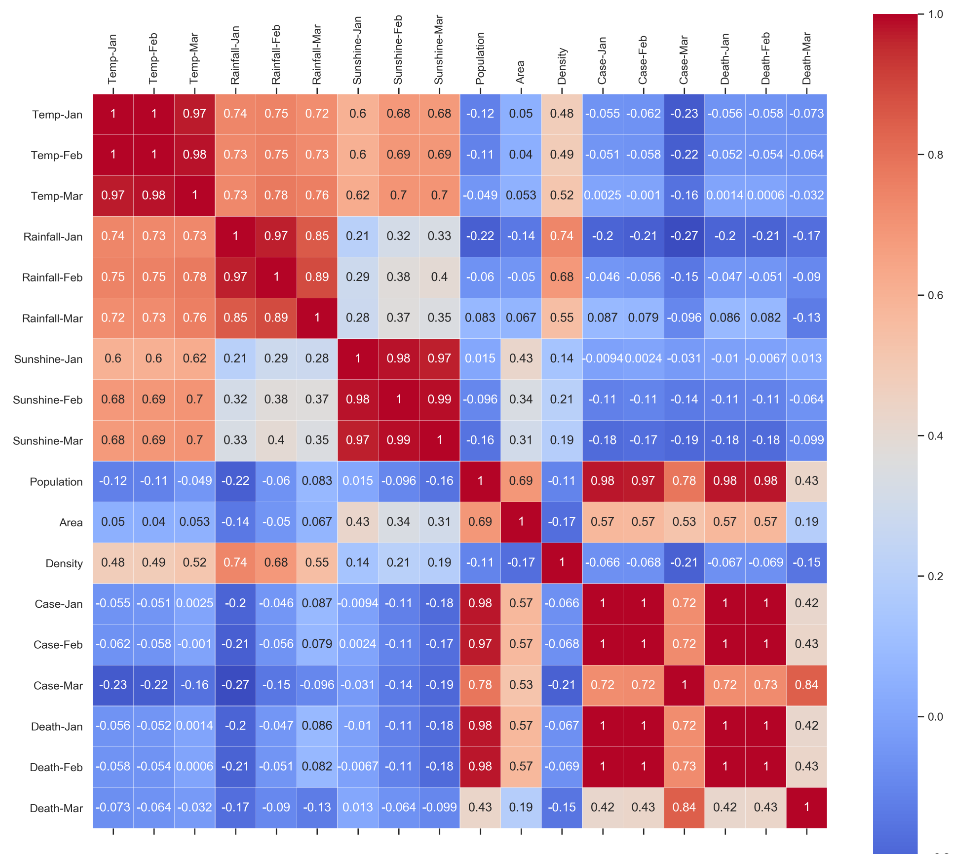 Temp-Jan Temp-Feb Temp-Mar Rainfall-Jan Rainfall-Feb Rainfall-Mar Sunshine-Jan Sunshine-Feb Sunshine-Mar Population Area Density Case-Jan Case-Feb Case-Mar Death-Jan Death-Feb Death-Mar
Temp-Jan 1 1 0.97 0.74 0.75 0.72 0.6 0.68 0.68 -0.12 0.05 0.48 -0.055 -0.062 -0.23 -0.056 -0.058 -0.073
Temp-Feb 1 1 0.98 0.73 0.75 0.73 0.6 0.69 0.69 -0.11 0.04 0.49 -0.051 -0.058 -0.22 -0.052 -0.054 -0.064
Temp-Mar 0.97 0.98 1 0.73 0.78 0.76 0.62 0.7 0.7 -0.049 0.053 0.52 0.0025 -0.001 -0.16 0.0014 0.0006 -0.032
Rainfall-Jan 0.74 0.73 0.73 1 0.97 0.85 0.21 0.32 0.33 -0.22 -0.14 0.74 -0.2 -0.21 -0.27 -0.2 -0.21 -0.17
Rainfall-Feb 0.75 0.75 0.78 0.97 1 0.89 0.29 0.38 0.4 -0.06 -0.05 0.68 -0.046 -0.056 -0.15 -0.047 -0.051 -0.09
Rainfall-Mar 0.72 0.73 0.76 0.85 0.89 1 0.28 0.37 0.35 0.083 0.067 0.55 0.087 0.079 -0.096 0.086 0.082 -0.13
Sunshine-Jan 0.6 0.6 0.62 0.21 0.29 0.28 1 0.98 0.97 0.015 0.43 0.14 -0.0094 0.0024 -0.031 -0.01 -0.0067 0.013
Sunshine-Feb 0.68 0.69 0.7 0.32 0.38 0.37 0.98 1 0.99 -0.096 0.34 0.21 -0.11 -0.11 -0.14 -0.11 -0.11 -0.064
Sunshine-Mar 0.68 0.69 0.7 0.33 0.4 0.35 0.97 0.99 1 -0.16 0.31 0.19 -0.18 -0.17 -0.19 -0.18 -0.18 -0.099
Population -0.12 -0.11 -0.049 -0.22 -0.06 0.083 0.015 -0.096 -0.16 1 0.69 -0.11 0.98 0.97 0.78 0.98 0.98 0.43
Area 0.05 0.04 0.053 -0.14 -0.05 0.067 0.43 0.34 0.31 0.69 1 -0.17 0.57 0.57 0.53 0.57 0.57 0.19
Density 0.48 0.49 0.52 0.74 0.68 0.55 0.14 0.21 0.19 -0.11 -0.17 1 -0.066 -0.068 -0.21 -0.067 -0.069 -0.15
Case-Jan -0.055 -0.051 0.0025 -0.2 -0.046 0.087 -0.0094 -0.11 -0.18 0.98 0.57 -0.066 1 1 0.72 1 1 0.42
Case-Feb -0.062 -0.058 -0.001 -0.21 -0.056 0.079 0.0024 -0.11 -0.17 0.97 0.57 -0.068 1 1 0.72 1 1 0.43
Case-Mar -0.23 -0.22 -0.16 -0.27 -0.15 -0.096 -0.031 -0.14 -0.19 0.78 0.53 -0.21 0.72 0.72 1 0.72 0.73 0.84
Death-Jan -0.056 -0.052 0.0014 -0.2 -0.047 0.086 -0.01 -0.11 -0.18 0.98 0.57 -0.067 1 1 0.72 1 1 0.42
Death-Feb -0.058 -0.054 0.0006 -0.21 -0.051 0.082 -0.0067 -0.11 -0.18 0.98 0.57 -0.069 1 1 0.73 1 1 0.43
Death-Mar -0.073 -0.064 -0.032 -0.17 -0.09 -0.13 0.013 -0.064 -0.099 0.43 0.19 -0.15 0.42 0.43 0.84 0.42 0.43 1
1.0
0.8
0.6
0.4
0.2
0.0